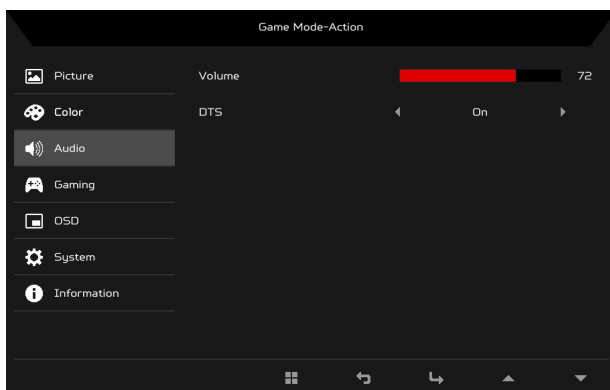 Game Mode-Action
Picture
Volume 72
Color
DTS On
Audio
Gaming
OSD
System
Information